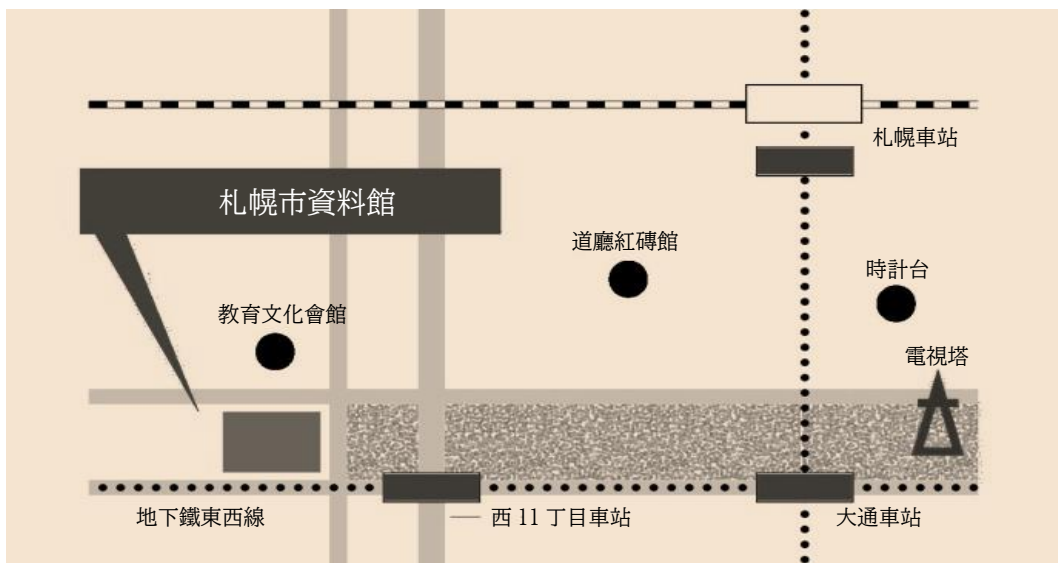 札幌車站
札幌市資料館
道廳紅磚館
時計台
教育文化會館
電視塔
地下鐵東西線
西 11 丁目車站
大通車站